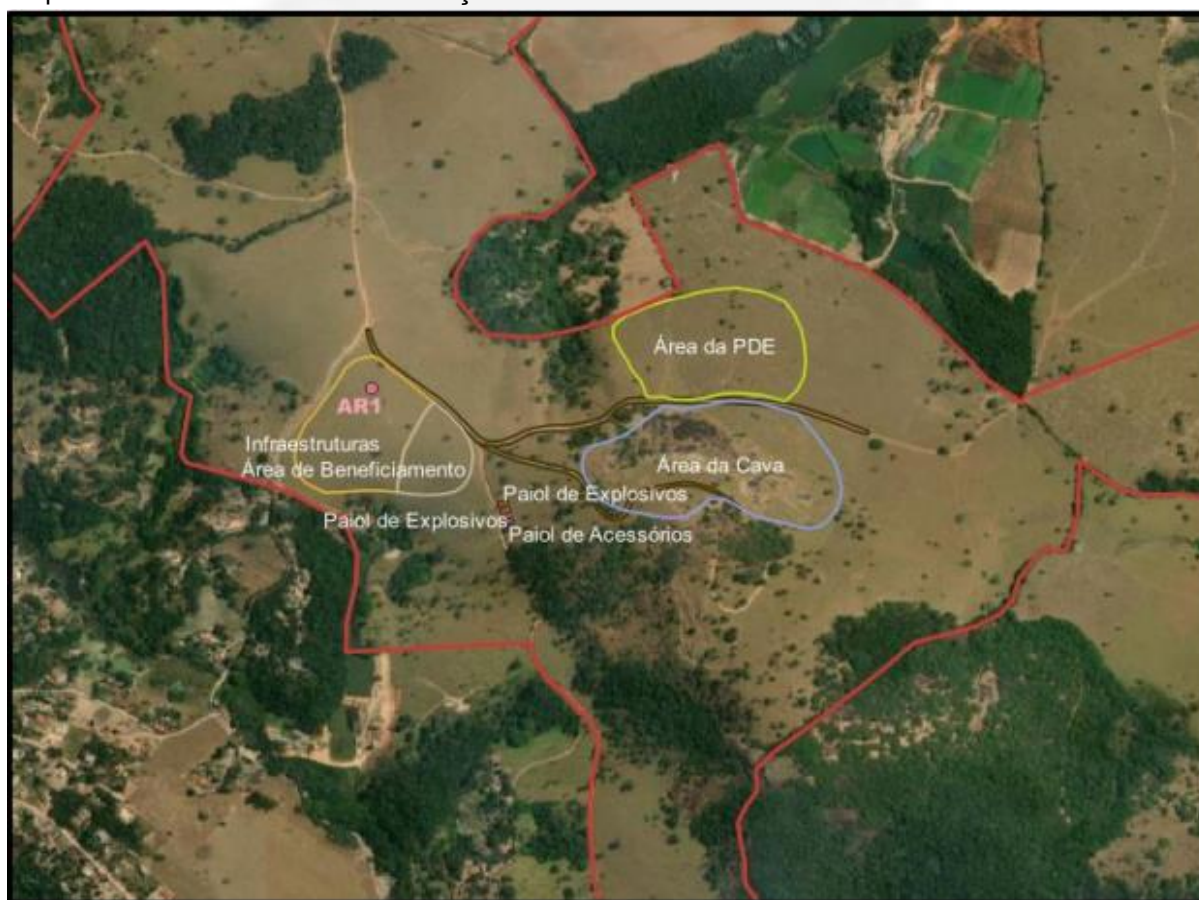 Área da PDE
AR1
Infraestruturas
Área de Beneficiamento
Área da Cava
Paiol de Explosivos
Paiol de Explosivos
Paiol de Acessórios